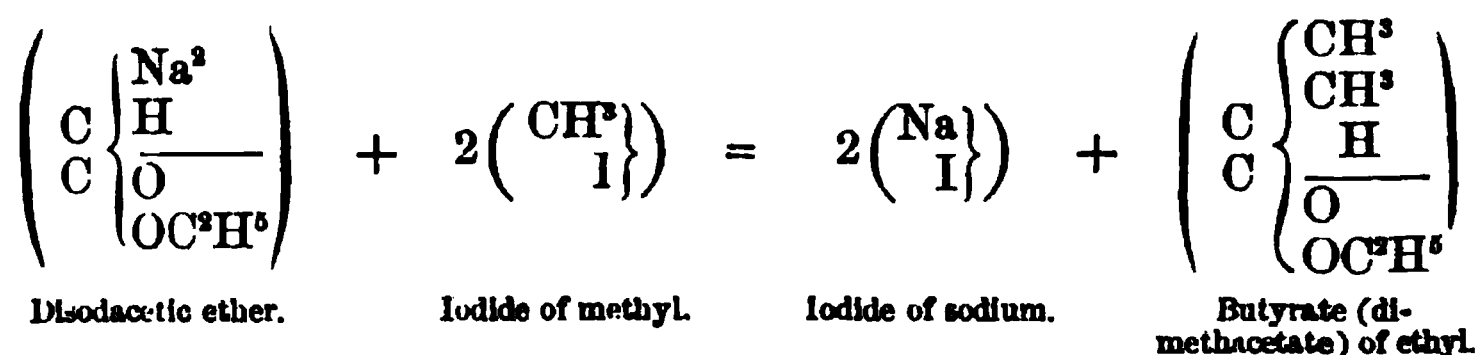 ( C C { Na² H O OC²H⁵ ) + 2( CH³ I } ) = 2( Na I } ) + ( C C { CH³ CH³ H O OC²H⁵ )
Disodacetic ether. Iodide of methyl. Iodide of sodium. Butyrate (di-
methacetate) of ethyl.